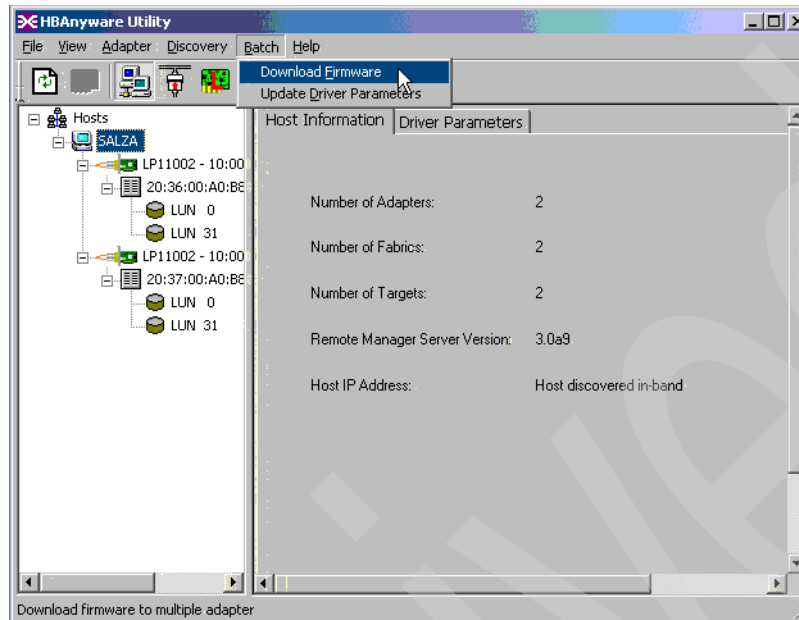 HBAnyware Utility
File View Adapter Discovery Batch Help
Download Firmware
Update Driver Parameters
Hosts
SALZA
LP11002 - 10:00
20:36:00:A0:B8
LUN 0
LUN 31
LP11002 - 10:00
20:37:00:A0:B8
LUN 0
LUN 31
Host Information Driver Parameters
Number of Adapters: 2
Number of Fabrics: 2
Number of Targets: 2
Remote Manager Server Version: 3.0a9
Host IP Address: Host discovered in-band
Download firmware to multiple adapter